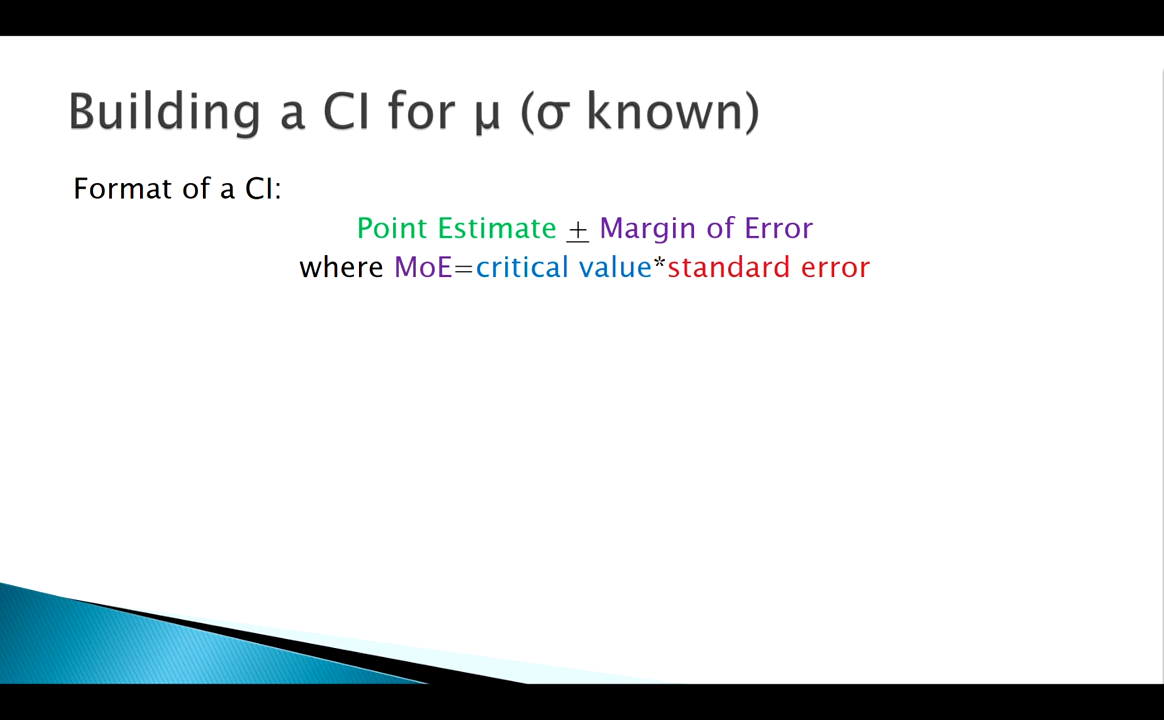 Building a CI for μ (σ known)
Format of a CI:
Point Estimate ± Margin of Error
where MoE=critical value*standard error